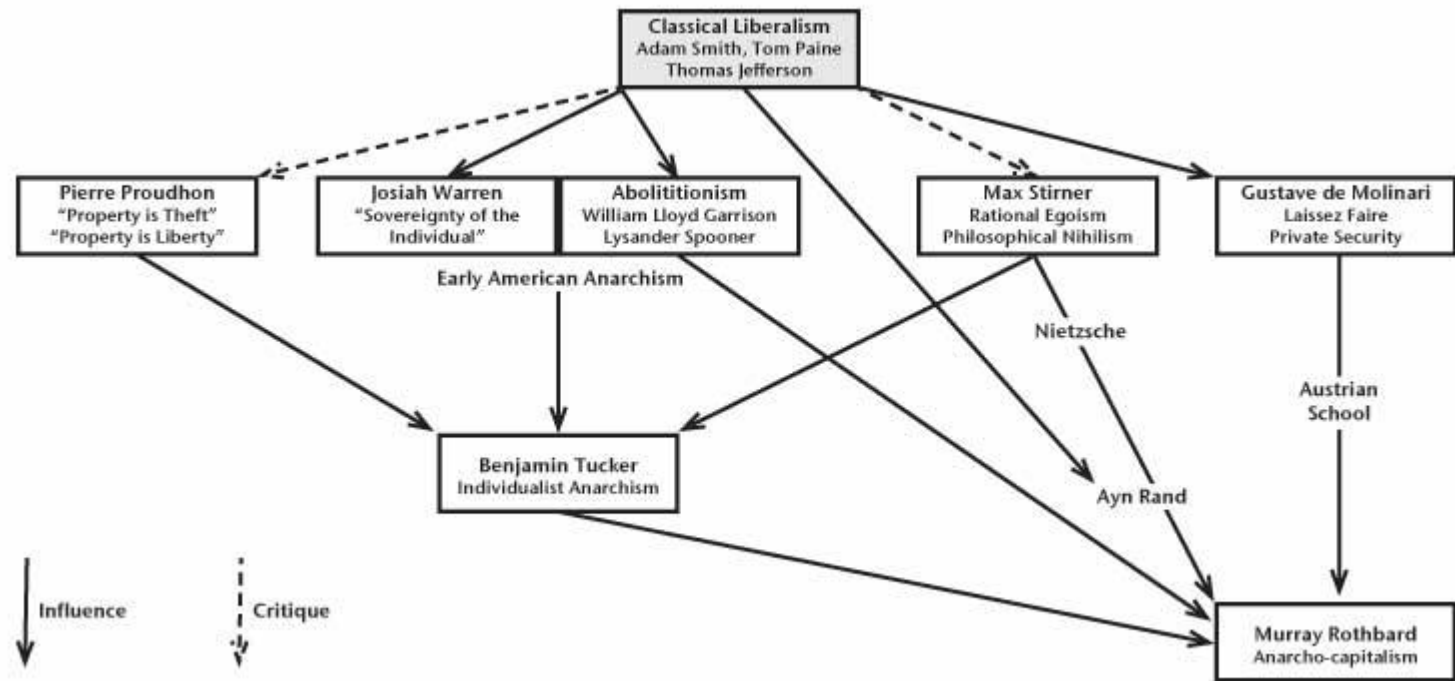 Classical Liberalism
Adam Smith, Tom Paine
Thomas Jefferson
Pierre Proudhon
“Property is Theft”
“Property is Liberty”
Josiah Warren
“Sovereignty of the
Individual”
Abolititionism
William Lloyd Garrison
Lysander Spooner
Max Stirner
Rational Egoism
Philosophical Nihilism
Gustave de Molinari
Laissez Faire
Private Security
Early American Anarchism
Nietzsche
Austrian
School
Benjamin Tucker
Individualist Anarchism
Ayn Rand
Influence
Critique
Murray Rothbard
Anarcho-capitalism